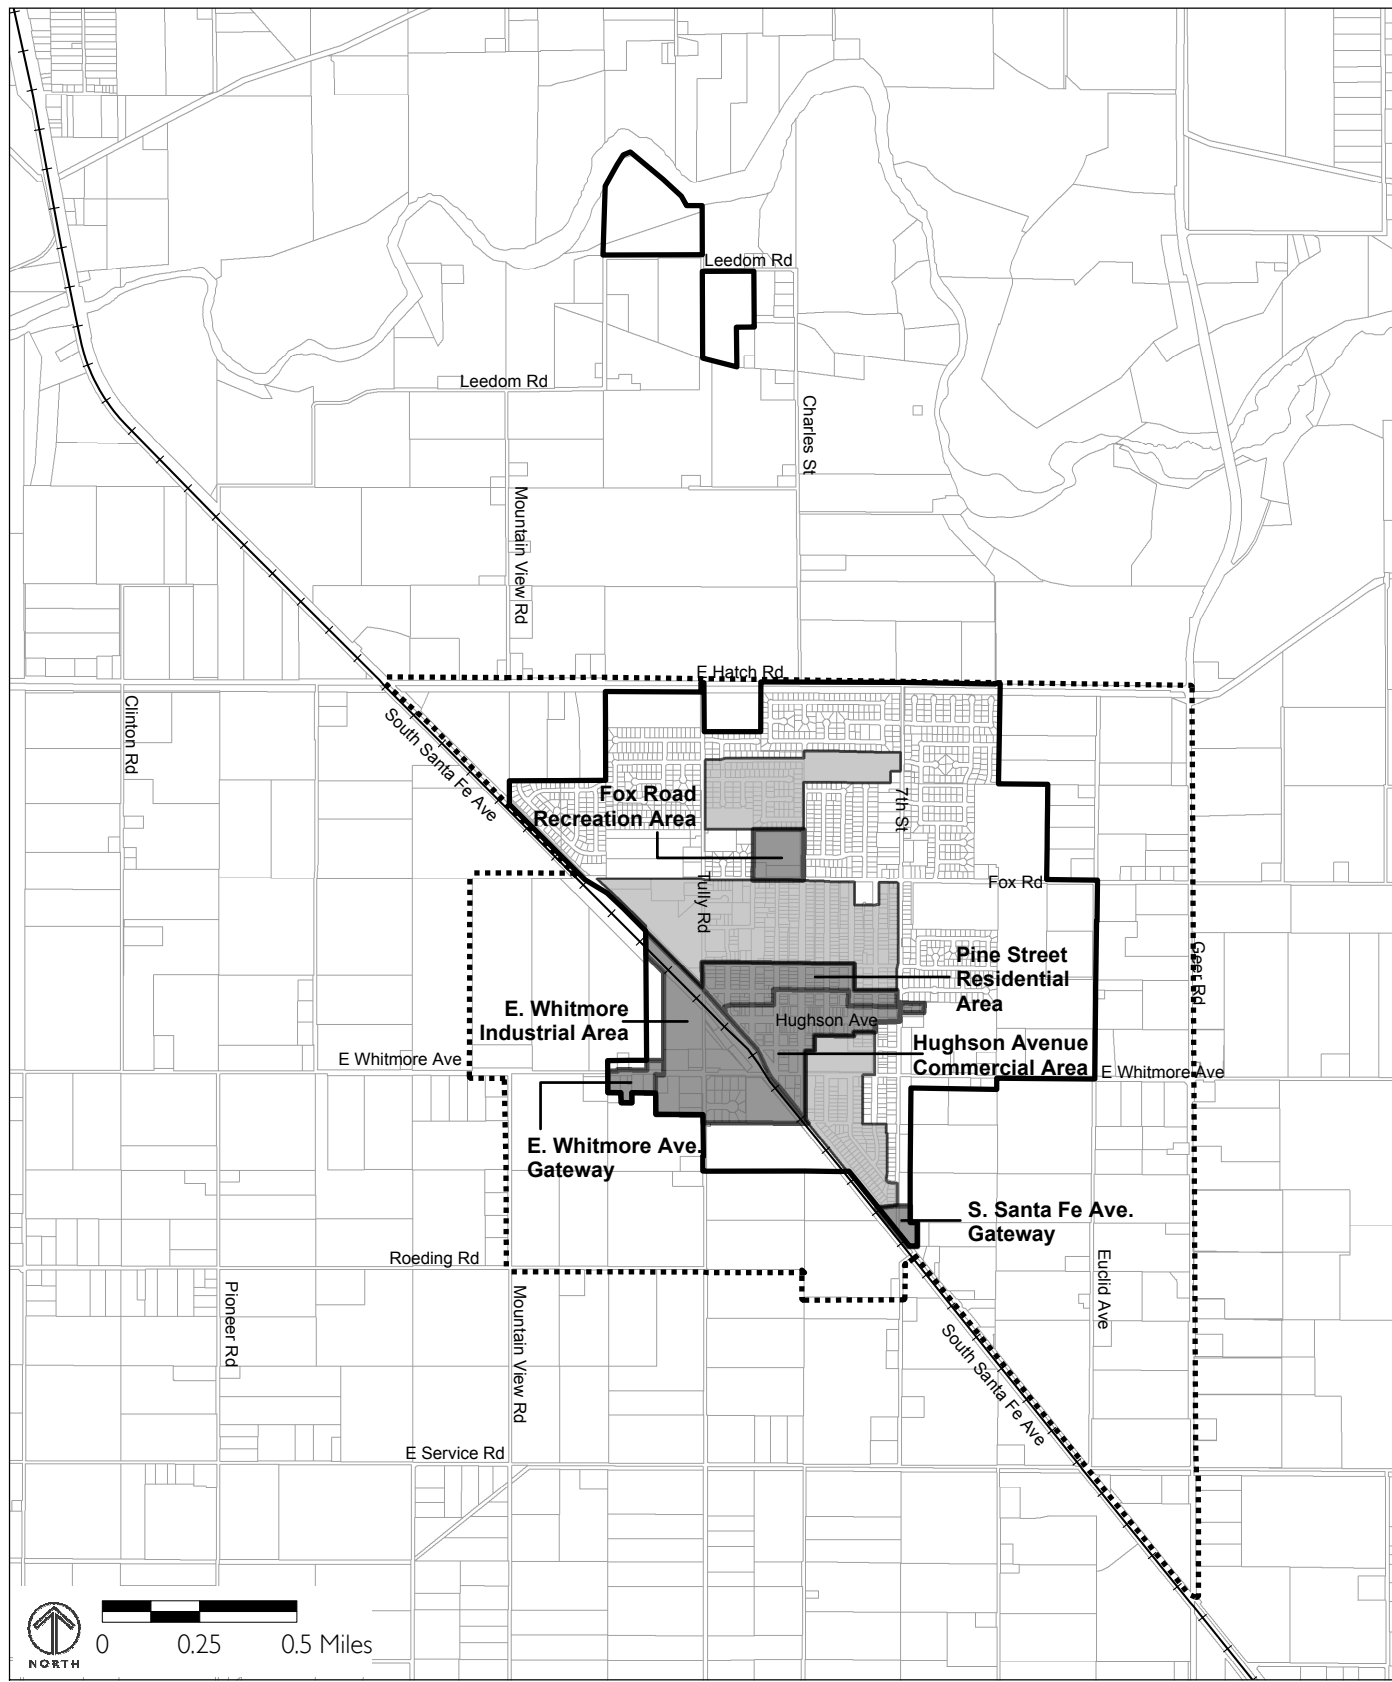 Leedom Rd
Leedom Rd
Charles St
Mountain View Rd
E Hatch Rd
Clinton Rd
South Santa Fe Ave
Fox Road
Recreation Area
7th St
Tully Rd
Fox Rd
Pine Street
Residential
Area
Geer Rd
E. Whitmore
Industrial Area
Hughson Ave
Hughson Avenue
Commercial Area
E Whitmore Ave
E Whitmore Ave
E. Whitmore Ave.
Gateway
S. Santa Fe Ave.
Gateway
Roeding Rd
Euclid Ave
Pioneer Rd
Mountain View Rd
South Santa Fe Ave
E Service Rd
NORTH
0 0.25 0.5 Miles